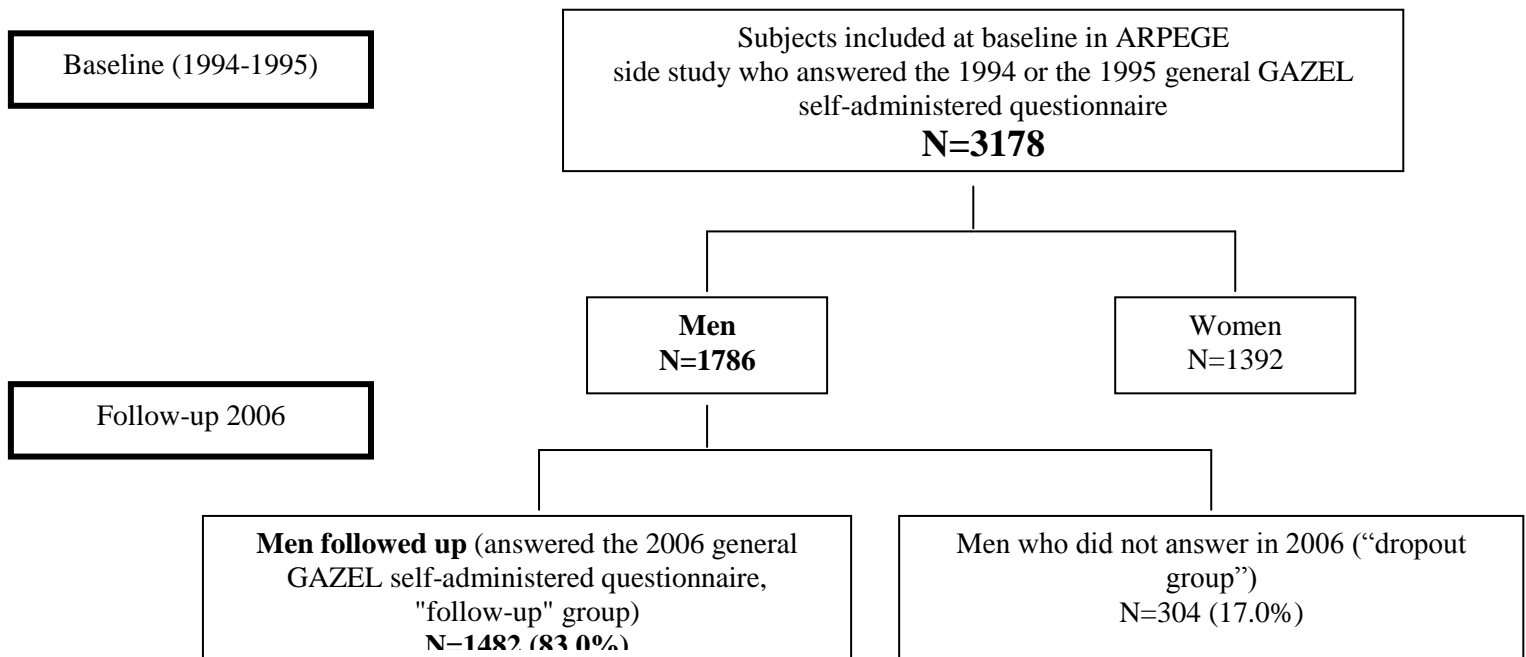 Baseline (1994-1995)
Subjects included at baseline in ARPEGE
side study who answered the 1994 or the 1995 general GAZEL
self-administered questionnaire
N=3178
Men
N=1786
Women
N=1392
Follow-up 2006
Men followed up (answered the 2006 general
GAZEL self-administered questionnaire,
"follow-up" group)
N=1482 (83.0%)
Men who did not answer in 2006 (“dropout
group”)
N=304 (17.0%)